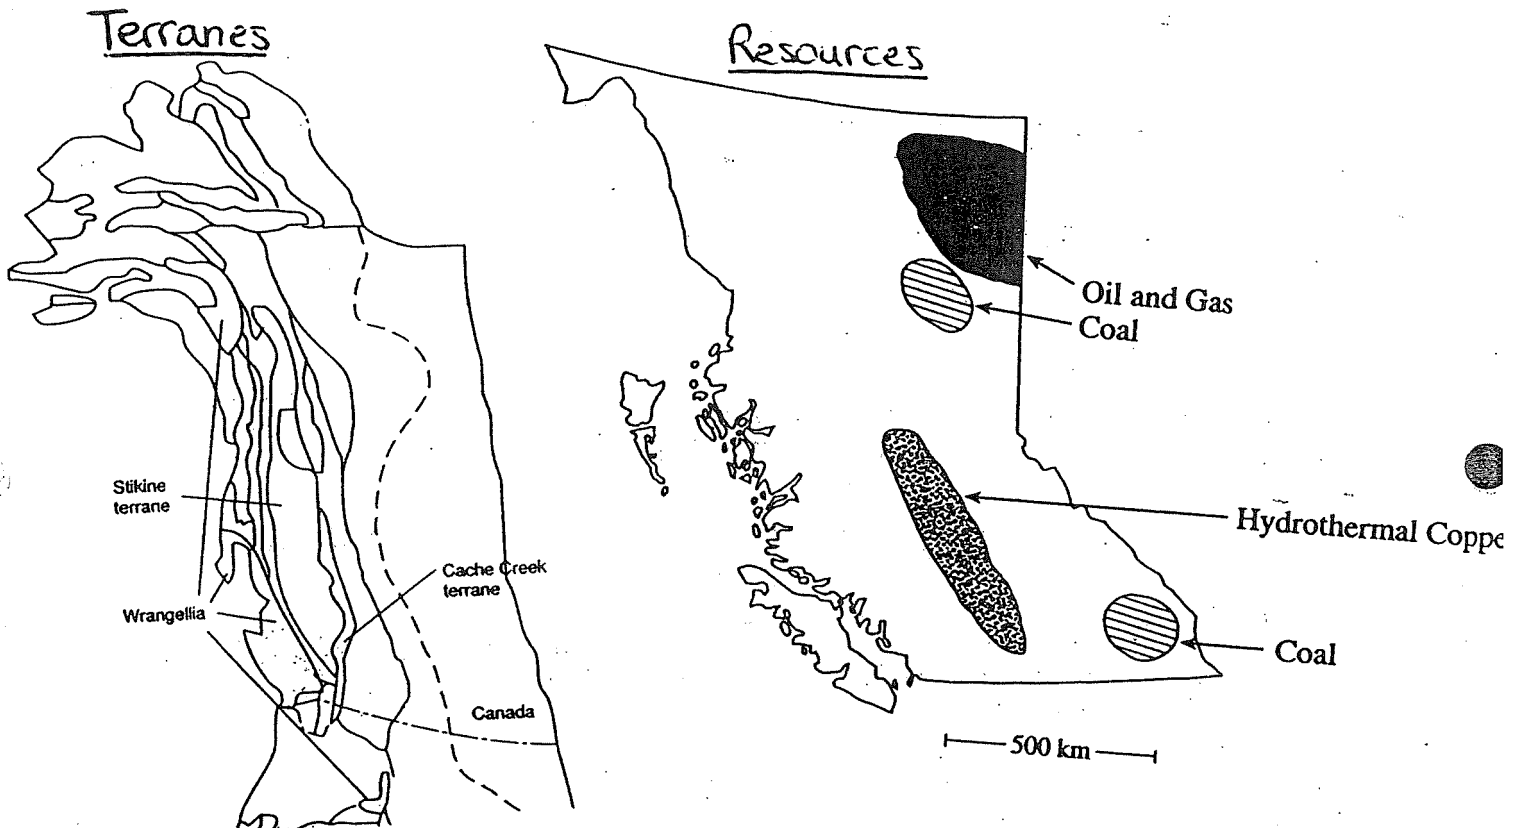 Terranes
Resources
Oil and Gas
Coal
Stikine
terrane
Hydrothermal Coppe
Cache Creek
terrane
Wrangellia
Coal
Canada
500 km